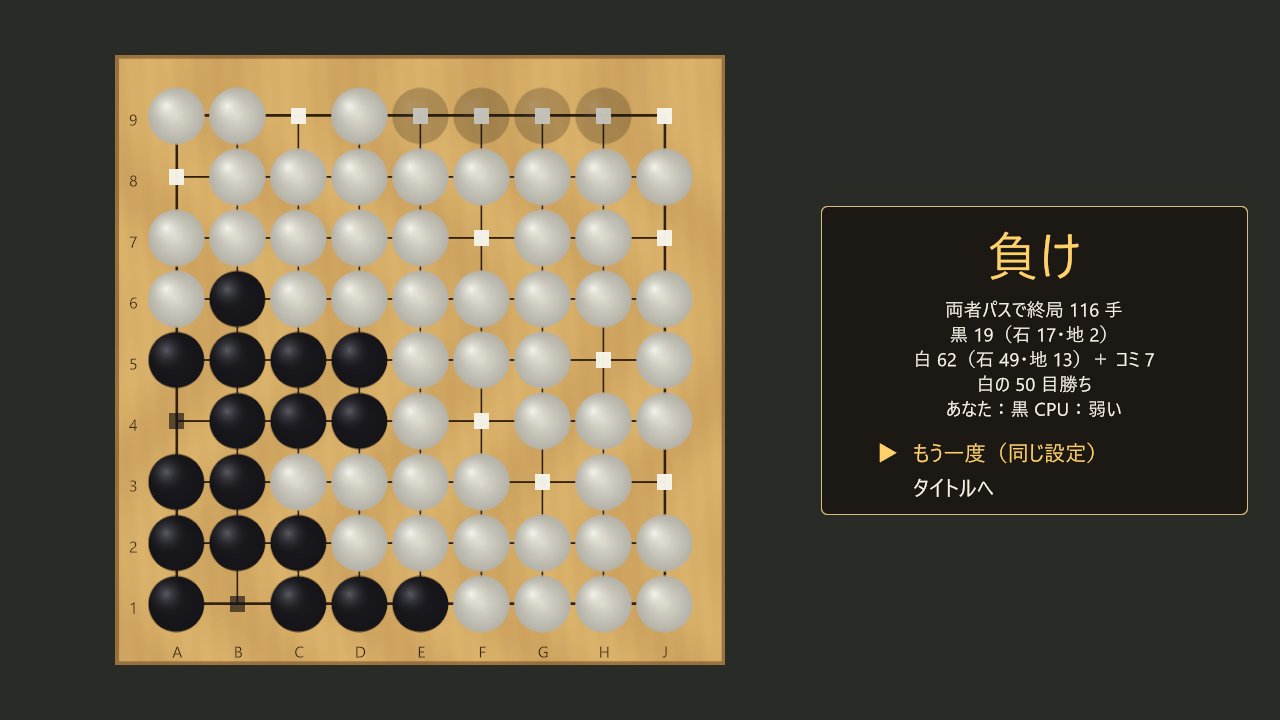 9
8
7
6
5
4
3
2
1
A B C D E F G H J
負け
両者パスで終局 116 手
黒 19（石 17・地 2）
白 62（石 49・地 13）＋ コミ 7
白の 50 目勝ち
あなた：黒 CPU：弱い
▶ もう一度（同じ設定）
タイトルへ